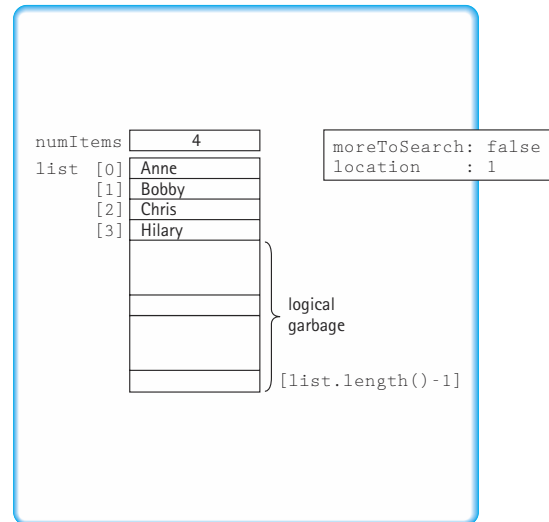 numItems 4
moreToSearch: false
location : 1
list [0] Anne
[1] Bobby
[2] Chris
[3] Hilary
logical
garbage
[list.length()-1]